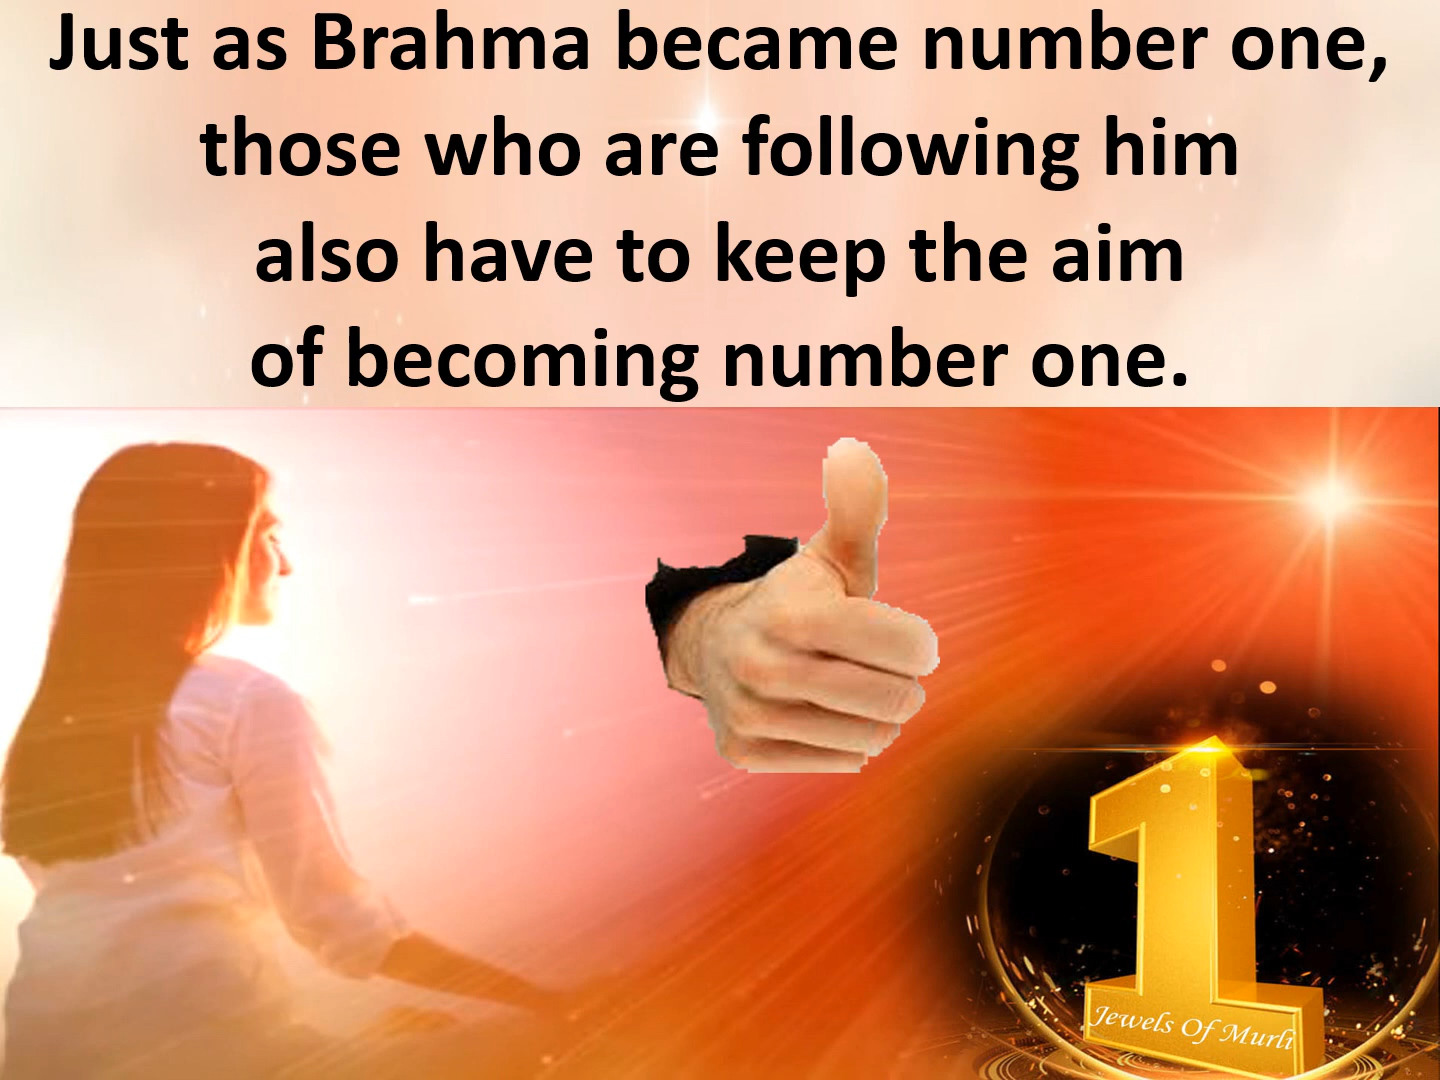 Just as Brahma became number one,
those who are following him
also have to keep the aim
of becoming number one.
1
Jewels Of Murli